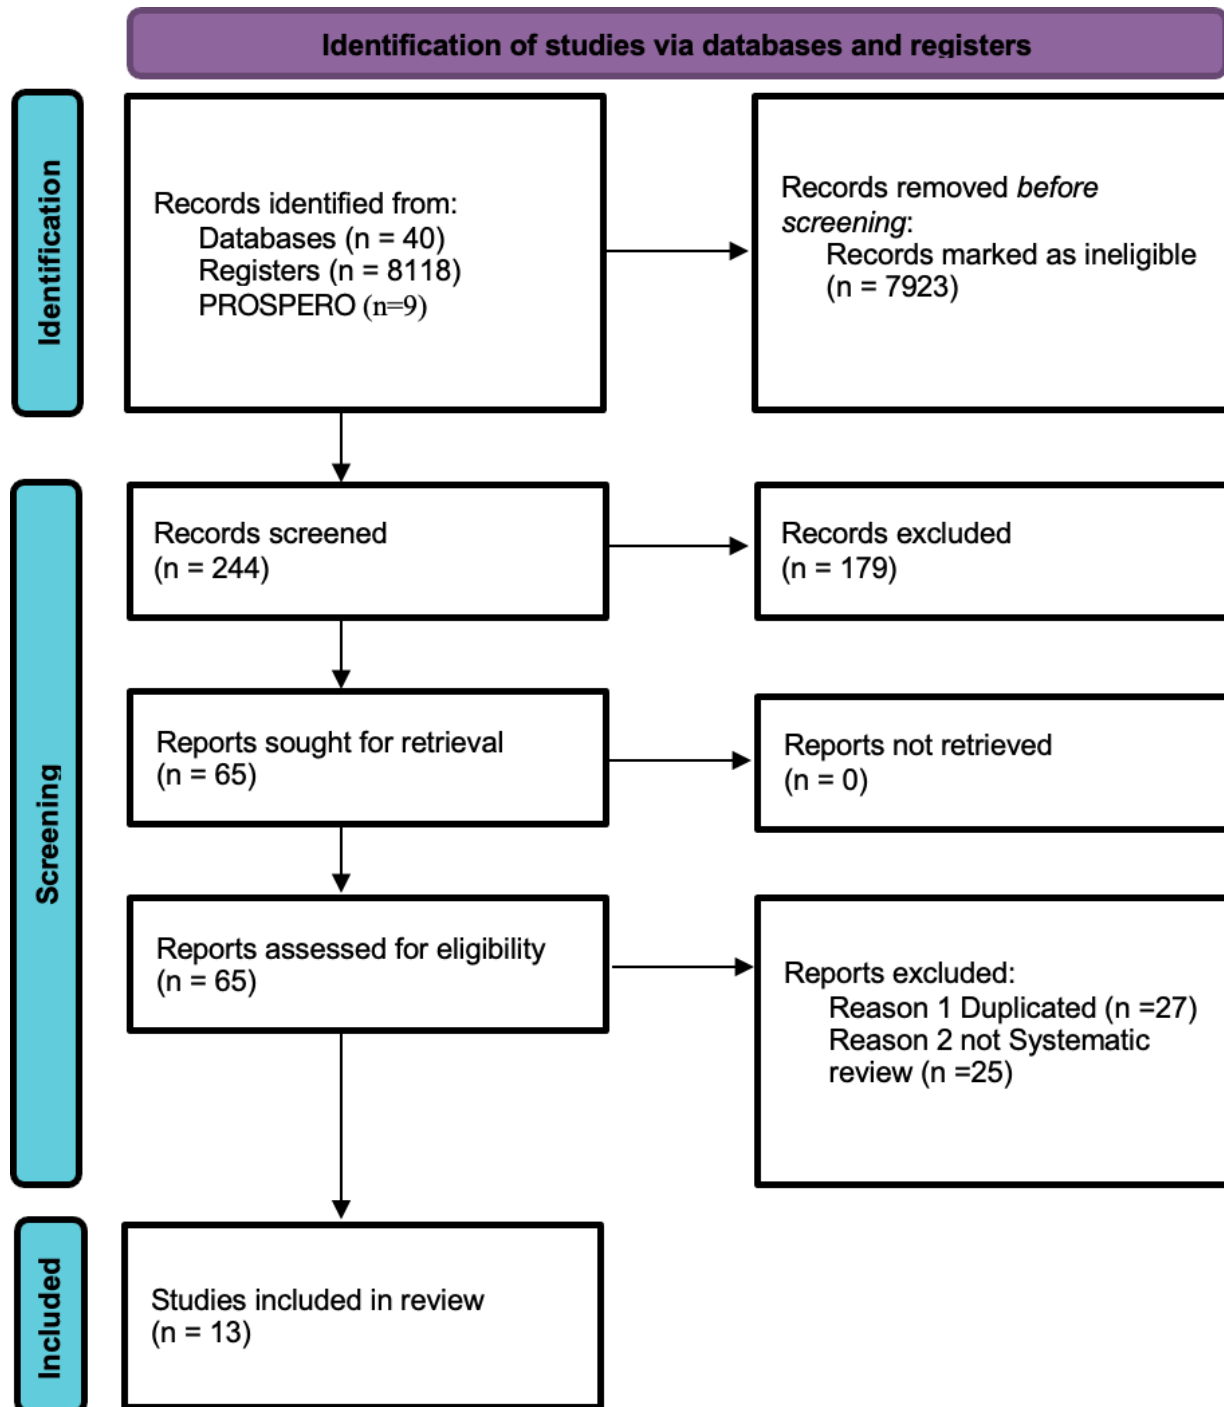 Identification of studies via databases and registers
Identification
Records identified from:
Databases (n = 40)
Registers (n = 8118)
PROSPERO (n=9)
Records removed before
screening:
Records marked as ineligible
(n = 7923)
Screening
Records screened
(n = 244)
Records excluded
(n = 179)
Reports sought for retrieval
(n = 65)
Reports not retrieved
(n = 0)
Reports assessed for eligibility
(n = 65)
Reports excluded:
Reason 1 Duplicated (n =27)
Reason 2 not Systematic
review (n =25)
Included
Studies included in review
(n = 13)